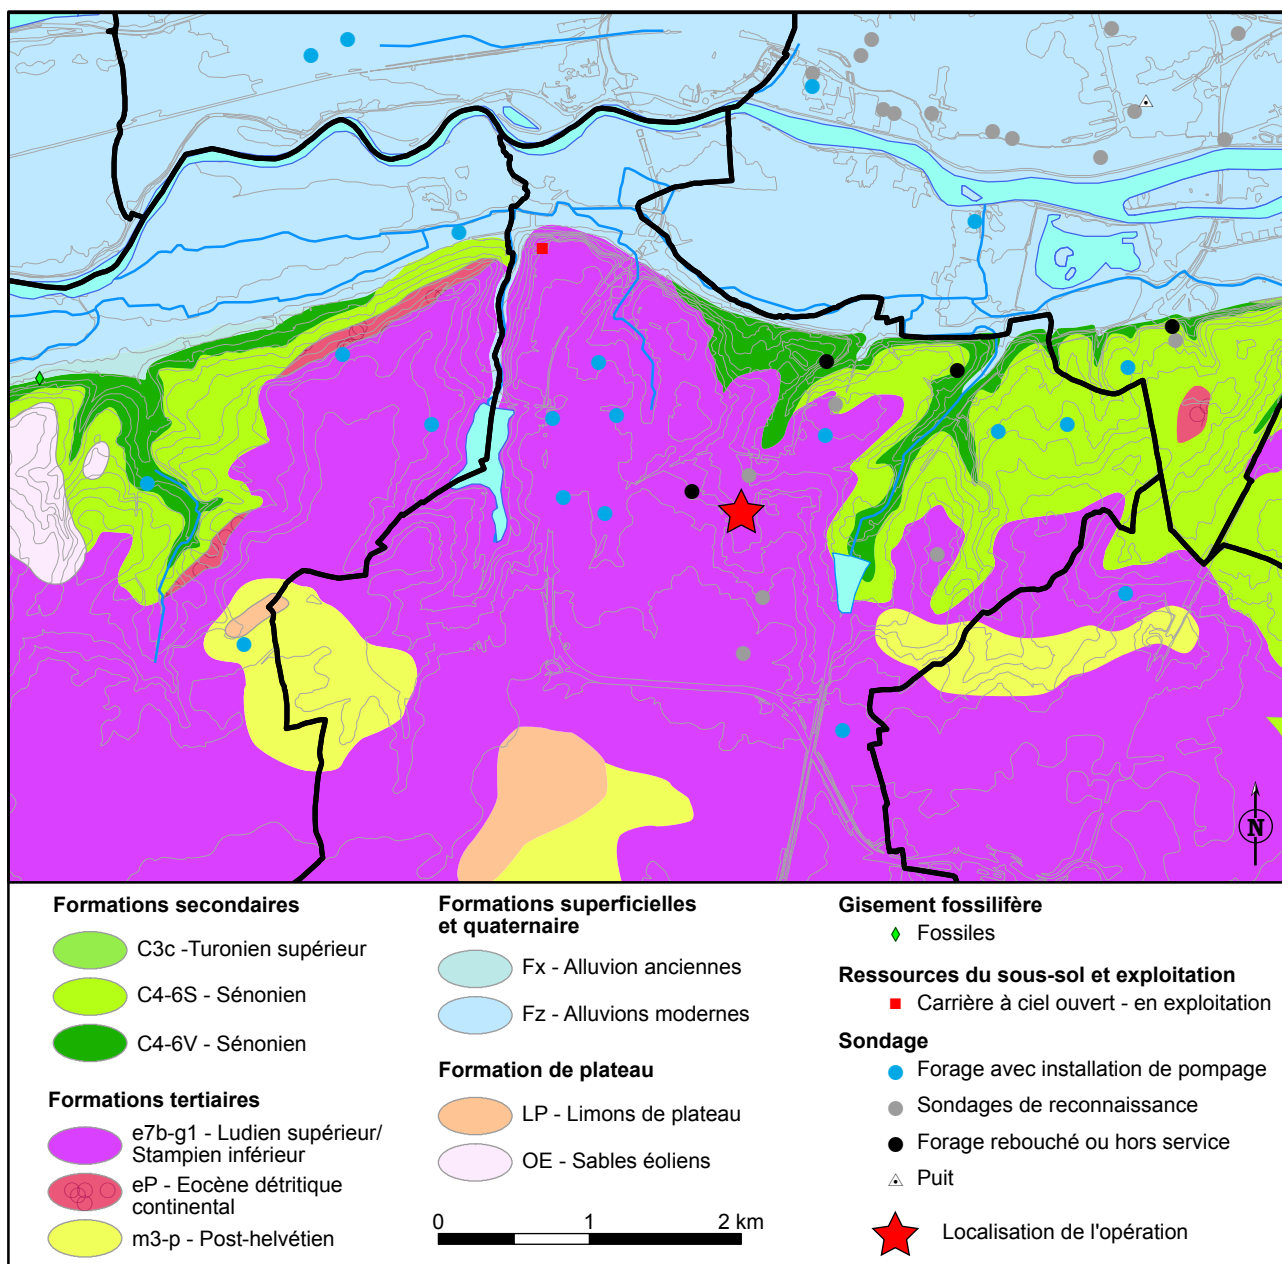 N
Formations secondaires
C3c -Turonien supérieur
C4-6S - Sénonien
C4-6V - Sénonien
Formations tertiaires
e7b-g1 - Ludien supérieur/
Stampien inférieur
eP - Eocène détritique
continental
m3-p - Post-helvétien
Formations superficielles
et quaternaire
Fx - Alluvion anciennes
Fz - Alluvions modernes
Formation de plateau
LP - Limons de plateau
OE - Sables éoliens
0 1 2 km
Gisement fossilifère
Fossiles
Ressources du sous-sol et exploitation
Carrière à ciel ouvert - en exploitation
Sondage
Forage avec installation de pompage
Sondages de reconnaissance
Forage rebouché ou hors service
Puit
Localisation de l'opération